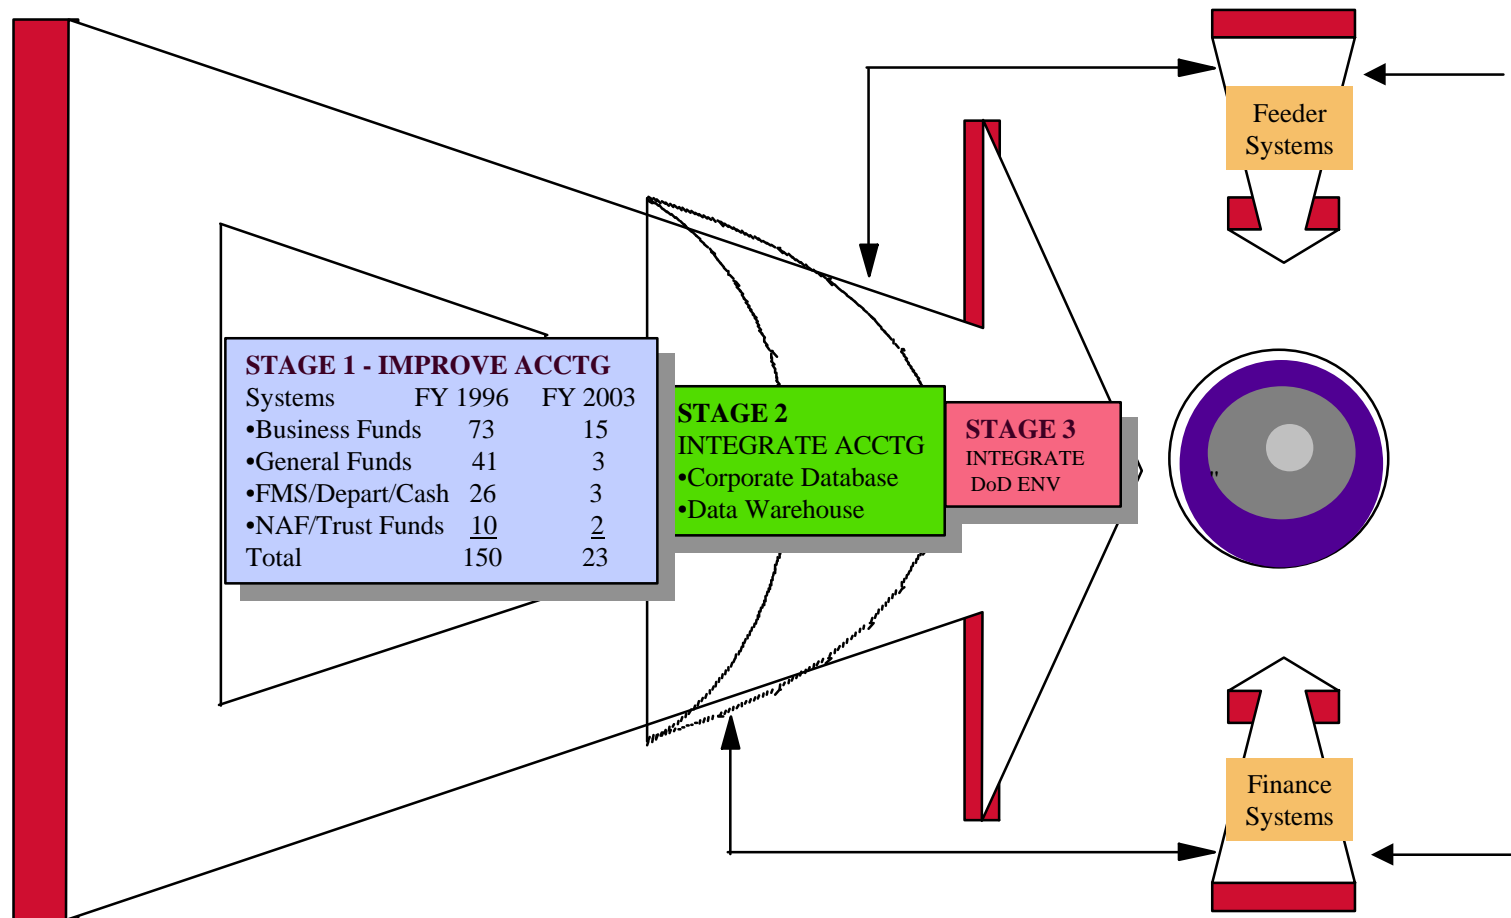 Feeder
Systems
STAGE 1 - IMPROVE ACCTG
Systems FY 1996 FY 2003
•Business Funds 73 15
•General Funds 41 3
•FMS/Depart/Cash 26 3
•NAF/Trust Funds 10 2
Total 150 23
STAGE 2
INTEGRATE ACCTG
•Corporate Database
•Data Warehouse
STAGE 3
INTEGRATE
DoD ENV
"
Finance
Systems